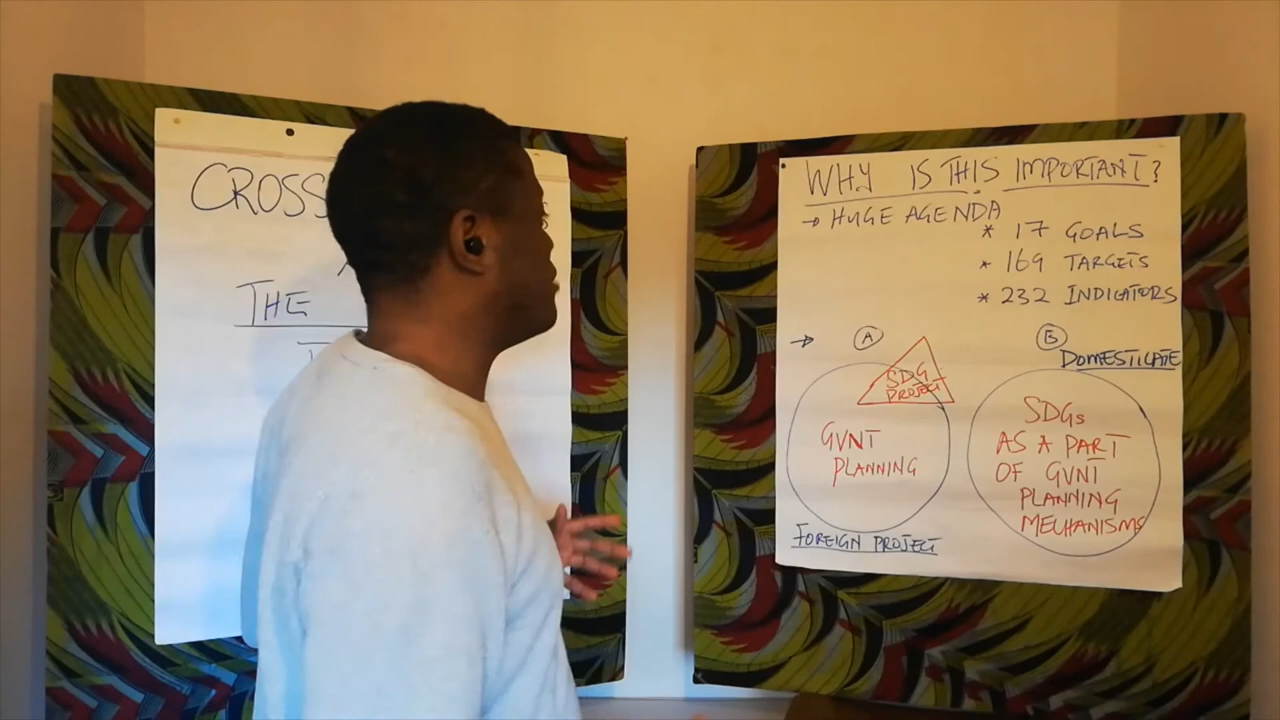 CROSS
THE
WHY IS THIS IMPORTANT?
→ HUGE AGENDA
* 17 GOALS
* 169 TARGETS
* 232 INDICATORS
→ A
SDG
PROJECT
GVNT
PLANNING
FOREIGN PROJECT
B
DOMESTICATE
SDGs
AS A PART
OF GVNT
PLANNING
MECHANISMS